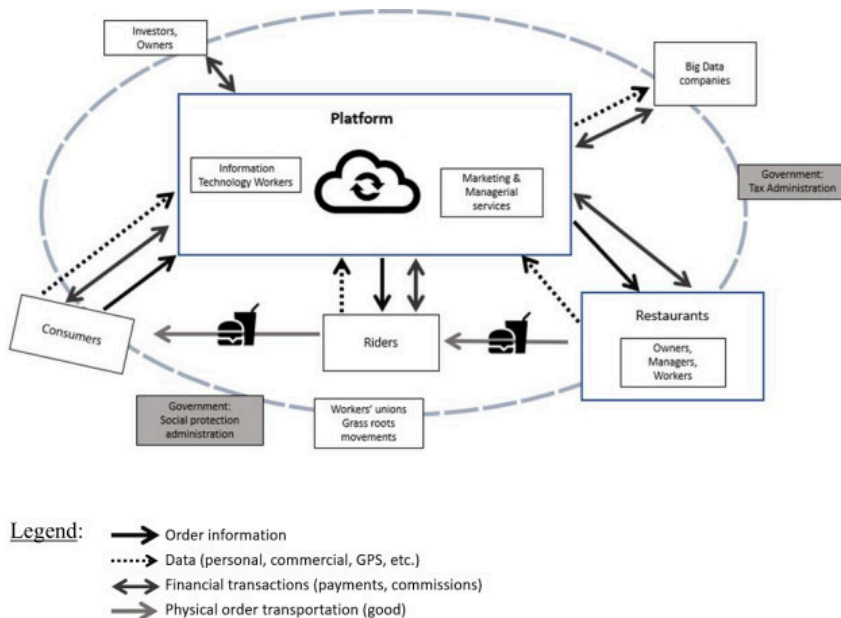 Investors,
Owners
Big Data
companies
Platform
Information
Technology Workers
Marketing &
Managerial
services
Government:
Tax Administration
Consumers
Riders
Restaurants
Owners,
Managers,
Workers
Government:
Social protection
administration
Workers' unions
Grass roots
movements
Legend:
Order information
Data (personal, commercial, GPS, etc.)
Financial transactions (payments, commissions)
Physical order transportation (good)